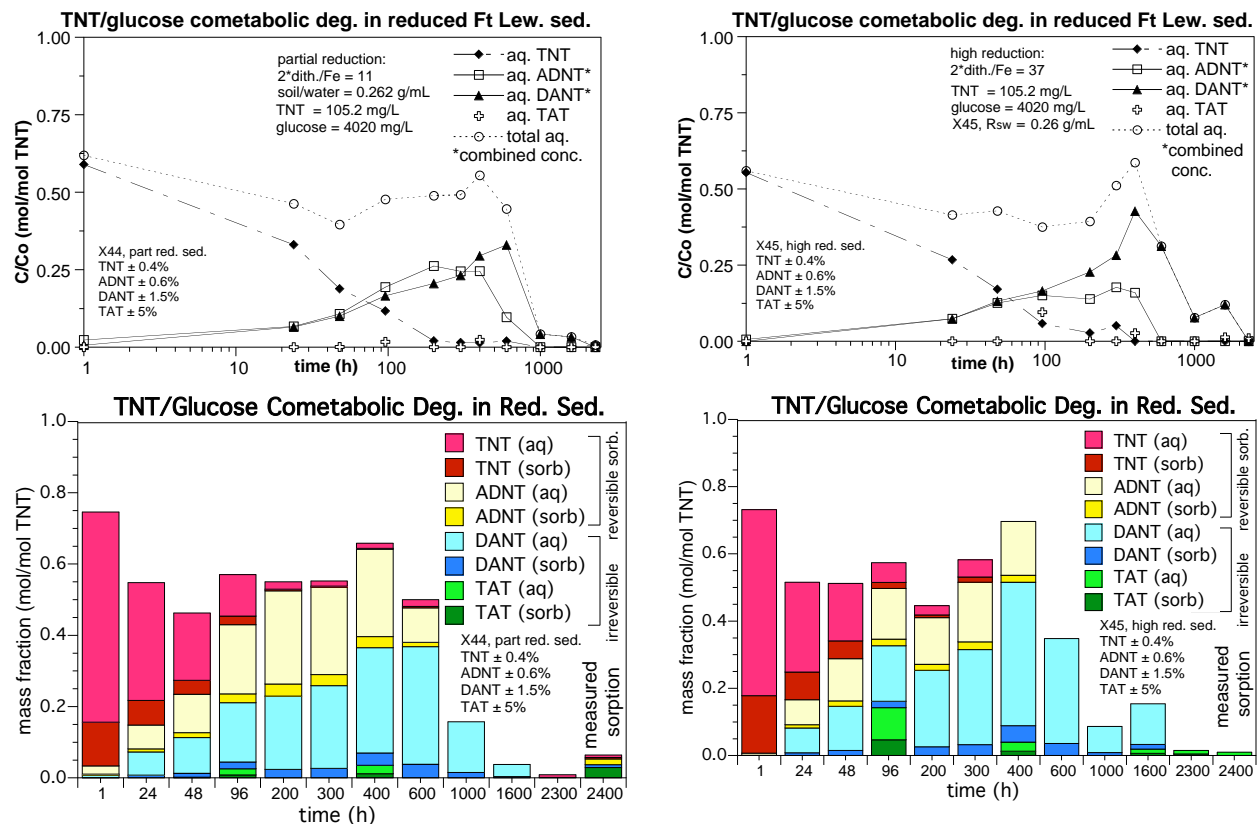 TNT/glucose cometabolic deg. in reduced Ft Lew. sed.
1.00
0.75
0.50
0.25
0.00
C/Co (mol/mol TNT)
partial reduction:
2*dith./Fe = 11
soil/water = 0.262 g/mL
TNT = 105.2 mg/L
glucose = 4020 mg/L
aq. TNT
aq. ADNT*
aq. DANT*
aq. TAT
total aq.
*combined conc.
X44, part red. sed.
TNT ± 0.4%
ADNT ± 0.6%
DANT ± 1.5%
TAT ± 5%
1 10 100 1000
time (h)
TNT/glucose cometabolic deg. in reduced Ft Lew. sed.
1.00
0.75
0.50
0.25
0.00
C/Co (mol/mol TNT)
high reduction:
2*dith./Fe = 37
TNT = 105.2 mg/L
glucose = 4020 mg/L
X45, Rsw = 0.26 g/mL
aq. TNT
aq. ADNT*
aq. DANT*
aq. TAT
total aq.
*combined
conc.
X45, high red. sed.
TNT ± 0.4%
ADNT ± 0.6%
DANT ± 1.5%
TAT ± 5%
1 10 100 1000
time (h)
TNT/Glucose Cometabolic Deg. in Red. Sed.
1.0
0.8
0.6
0.4
0.2
0.0
mass fraction (mol/mol TNT)
TNT (aq)
TNT (sorb)
ADNT (aq)
ADNT (sorb)
DANT (aq)
DANT (sorb)
TAT (aq)
TAT (sorb)
reversible sorb.
irreversible
X44, part red. sed.
TNT ± 0.4%
ADNT ± 0.6%
DANT ± 1.5%
TAT ± 5%
measured
sorption
1 24 48 96 200 300 400 600 1000 1600 2300 2400
time (h)
TNT/Glucose Cometabolic Deg. in Red. Sed.
1.0
0.8
0.6
0.4
0.2
0.0
mass fraction (mol/mol TNT)
TNT (aq)
TNT (sorb)
ADNT (aq)
ADNT (sorb)
DANT (aq)
DANT (sorb)
TAT (aq)
TAT (sorb)
reversible sorb.
irreversible
X45, high red. sed.
TNT ± 0.4%
ADNT ± 0.6%
DANT ± 1.5%
TAT ± 5%
measured
sorption
1 24 48 96 200 300 400 600 1000 1600 2300 2400
time (h)